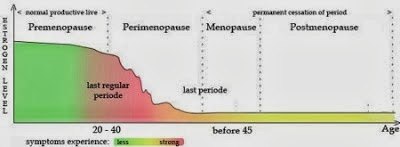 normal productive live
permanent cessation of periode
Premenopause
Perimenopause
Menopause
Postmenopause
ESTROGEN LEVEL
last regular
periode
last periode
20 - 40
before 45
Age
symptoms experience:
less
strong